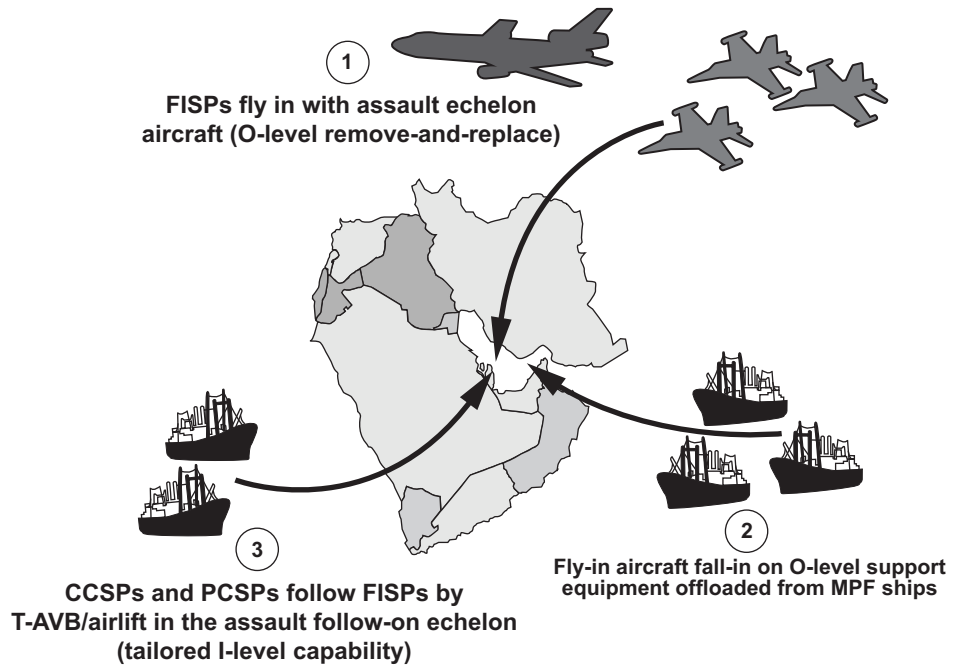 1
FISPs fly in with assault echelon
aircraft (O-level remove-and-replace)
2
Fly-in aircraft fall-in on O-level support
equipment offloaded from MPF ships
3
CCSPs and PCSPs follow FISPs by
T-AVB/airlift in the assault follow-on echelon
(tailored I-level capability)